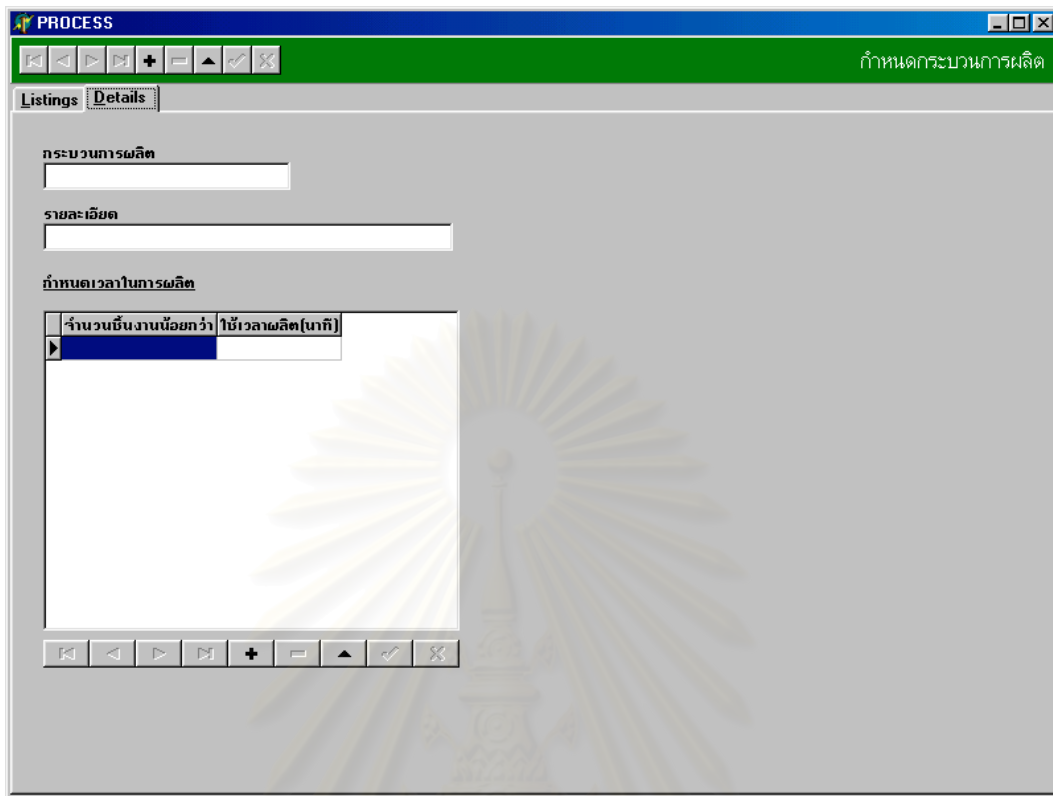 PROCESS
กำหนดกระบวนการผลิต
Listings Details
กระบวนการผลิต
รายละเอียด
กำหนดเวลาในการผลิต
จำนวนชิ้นงานน้อยกว่า ใช้เวลาผลิต(นาที)